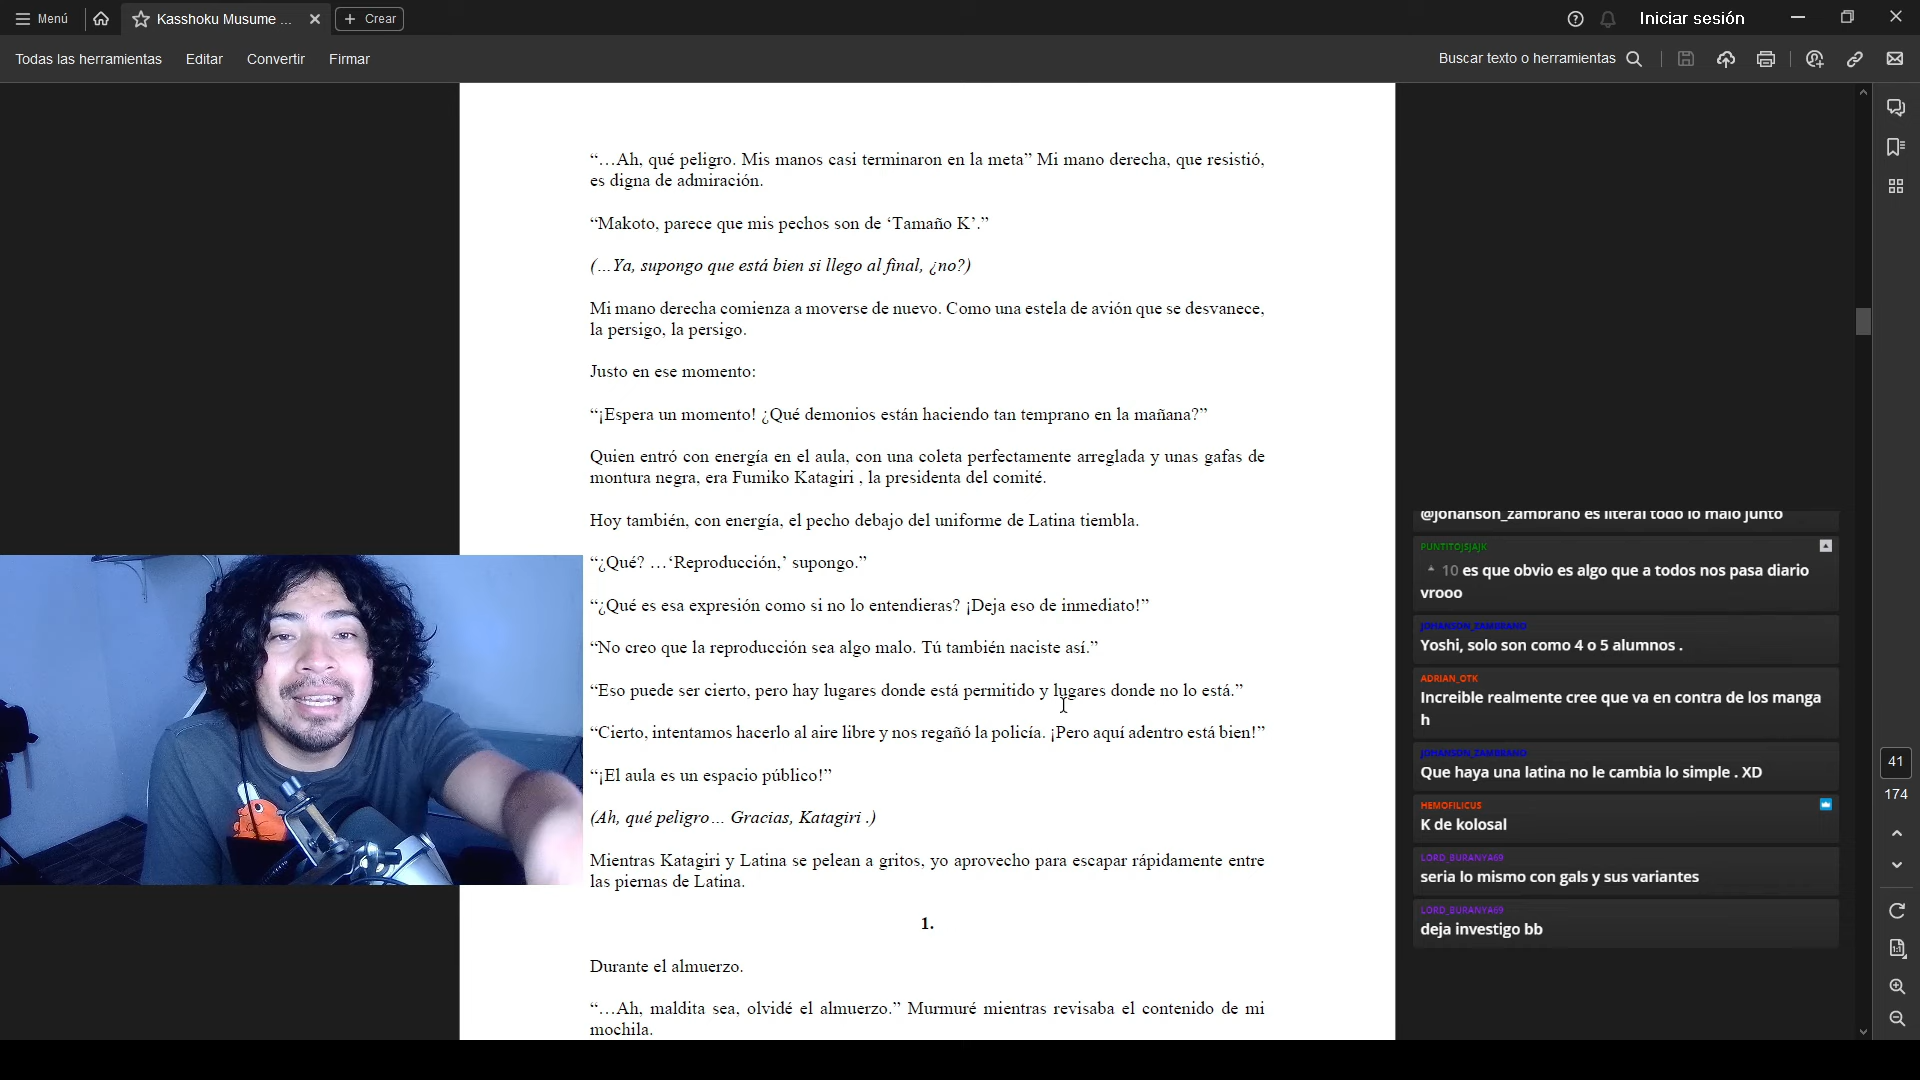 Menú
Kasshoku Musume ...
Crear
Iniciar sesión
Todas las herramientas
Editar
Convertir
Firmar
Buscar texto o herramientas
“…Ah, qué peligro. Mis manos casi terminaron en la meta” Mi mano derecha, que resistió,
es digna de admiración.
“Makoto, parece que mis pechos son de ‘Tamaño K’.”
(…Ya, supongo que está bien si llego al final, ¿no?)
Mi mano derecha comienza a moverse de nuevo. Como una estela de avión que se desvanece,
la persigo, la persigo.
Justo en ese momento:
“¡Espera un momento! ¿Qué demonios están haciendo tan temprano en la mañana?”
Quien entró con energía en el aula, con una coleta perfectamente arreglada y unas gafas de
montura negra, era Fumiko Katagiri , la presidenta del comité.
Hoy también, con energía, el pecho debajo del uniforme de Latina tiembla.
“¿Qué? …‘Reproducción,’ supongo.”
“¿Qué es esa expresión como si no lo entendieras? ¡Deja eso de inmediato!”
“No creo que la reproducción sea algo malo. Tú también naciste así.”
“Eso puede ser cierto, pero hay lugares donde está permitido y lugares donde no lo está.”
“Cierto, intentamos hacerlo al aire libre y nos regañó la policía. ¡Pero aquí adentro está bien!”
“¡El aula es un espacio público!”
(Ah, qué peligro… Gracias, Katagiri .)
Mientras Katagiri y Latina se pelean a gritos, yo aprovecho para escapar rápidamente entre
las piernas de Latina.
1.
Durante el almuerzo.
“…Ah, maldita sea, olvidé el almuerzo.” Murmuré mientras revisaba el contenido de mi
mochila.
@johanson_zambrano es literal todo lo malo junto
PUNTITOJSJAJK
10 es que obvio es algo que a todos nos pasa diario
vrooo
JOHANSON_ZAMBRANO
Yoshi, solo son como 4 o 5 alumnos .
ADRIAN_OTK
Increible realmente cree que va en contra de los manga
h
JOHANSON_ZAMBRANO
Que haya una latina no le cambia lo simple . XD
HEMOFILICUS
K de kolosal
LORD_BURANYA69
seria lo mismo con gals y sus variantes
LORD_BURANYA69
deja investigo bb
41
174